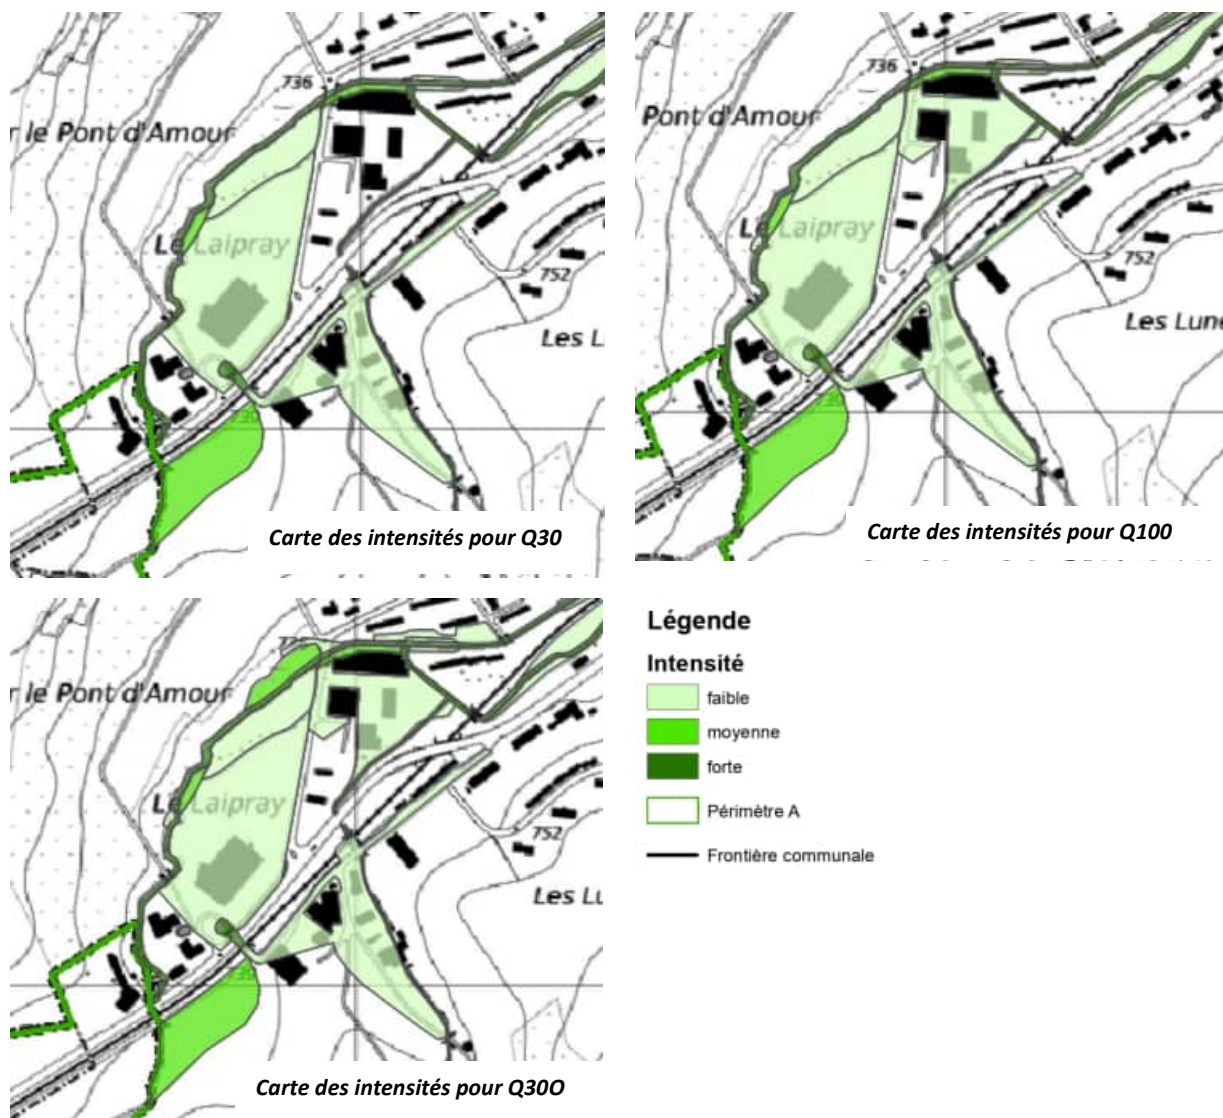 736
r le Pont d'Amour
Le Laipray
752
Les L
Carte des intensités pour Q30
736
Pont d'Amour
Le Laipray
752
Les Lune
Carte des intensités pour Q100
r le Pont d'Amour
Le Laipray
752
Les Lu
Carte des intensités pour Q30O
Légende
Intensité
faible
moyenne
forte
Périmètre A
Frontière communale